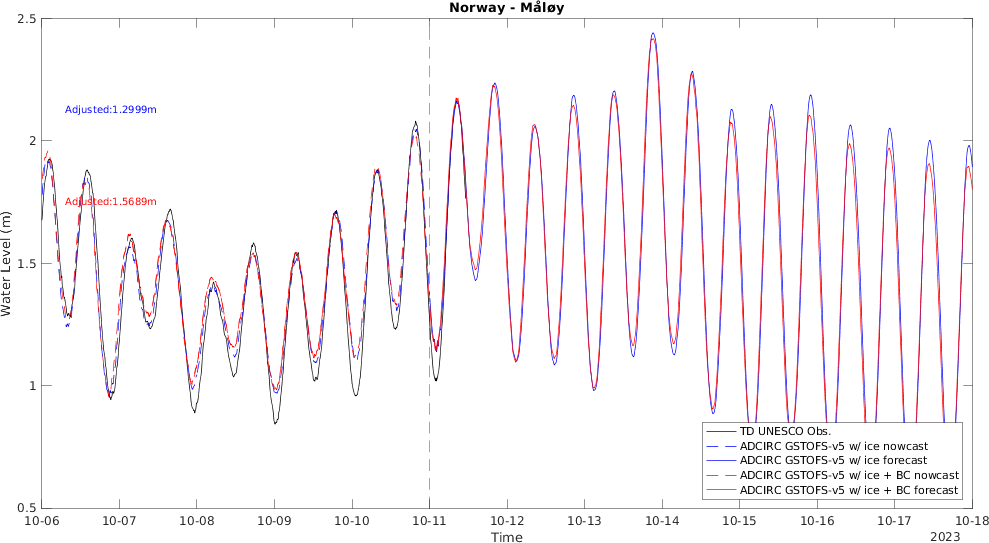 Norway - Måløy
2.5
2
1.5
1
0.5
Water Level (m)
Adjusted:1.2999m
Adjusted:1.5689m
TD UNESCO Obs.
ADCIRC GSTOFS-v5 w/ ice nowcast
ADCIRC GSTOFS-v5 w/ ice forecast
ADCIRC GSTOFS-v5 w/ ice + BC nowcast
ADCIRC GSTOFS-v5 w/ ice + BC forecast
10-06 10-07 10-08 10-09 10-10 10-11 10-12 10-13 10-14 10-15 10-16 10-17 10-18
Time
2023